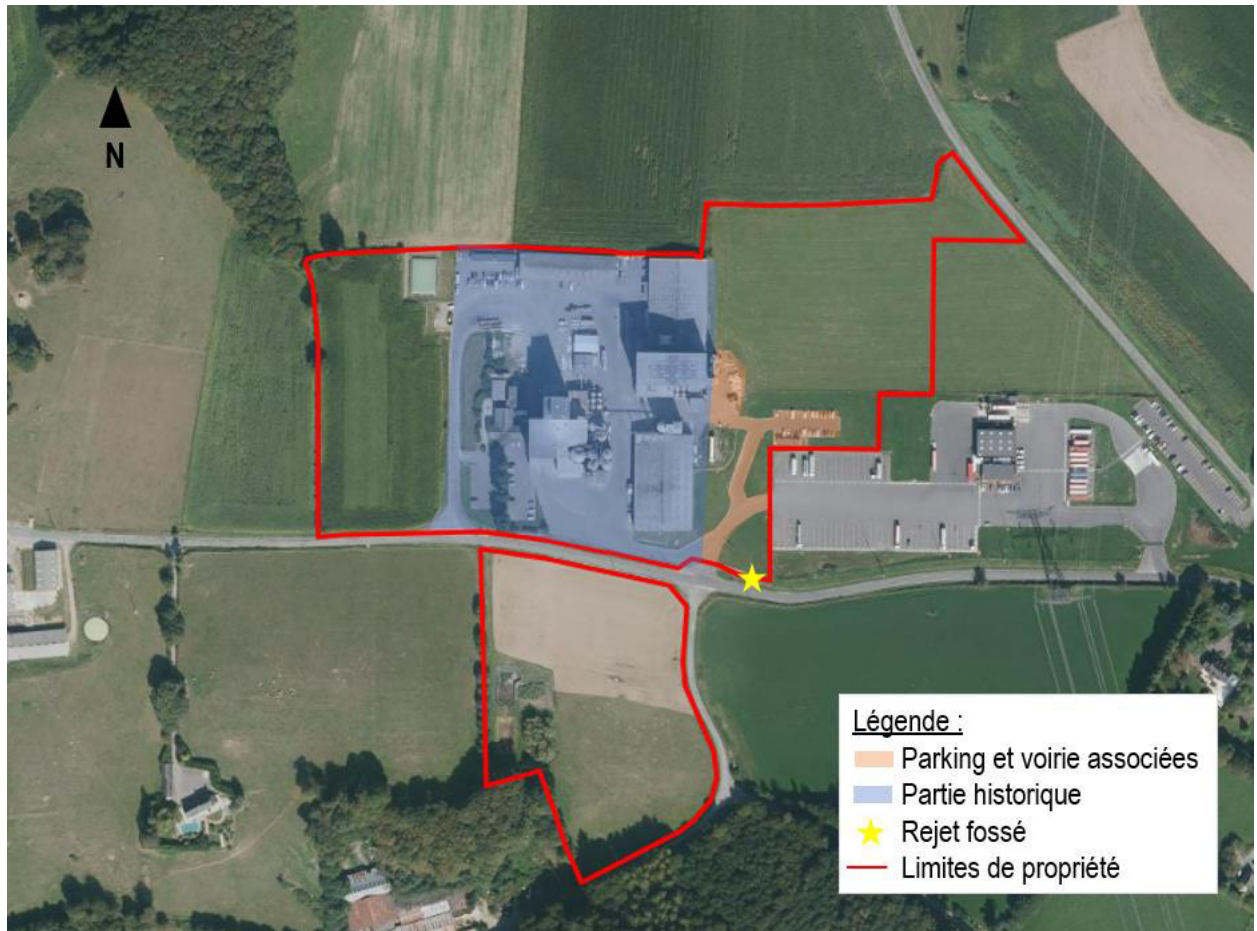 N
Légende :
Parking et voirie associées
Partie historique
Rejet fossé
Limites de propriété